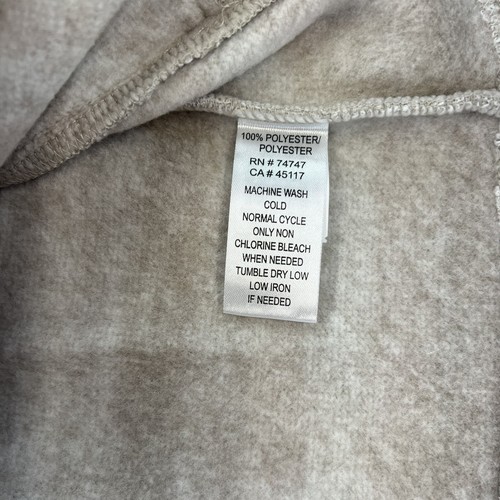 100% POLYESTER/
POLYESTER
RN # 74747
CA # 45117
MACHINE WASH
COLD
NORMAL CYCLE
ONLY NON
CHLORINE BLEACH
WHEN NEEDED
TUMBLE DRY LOW
LOW IRON
IF NEEDED